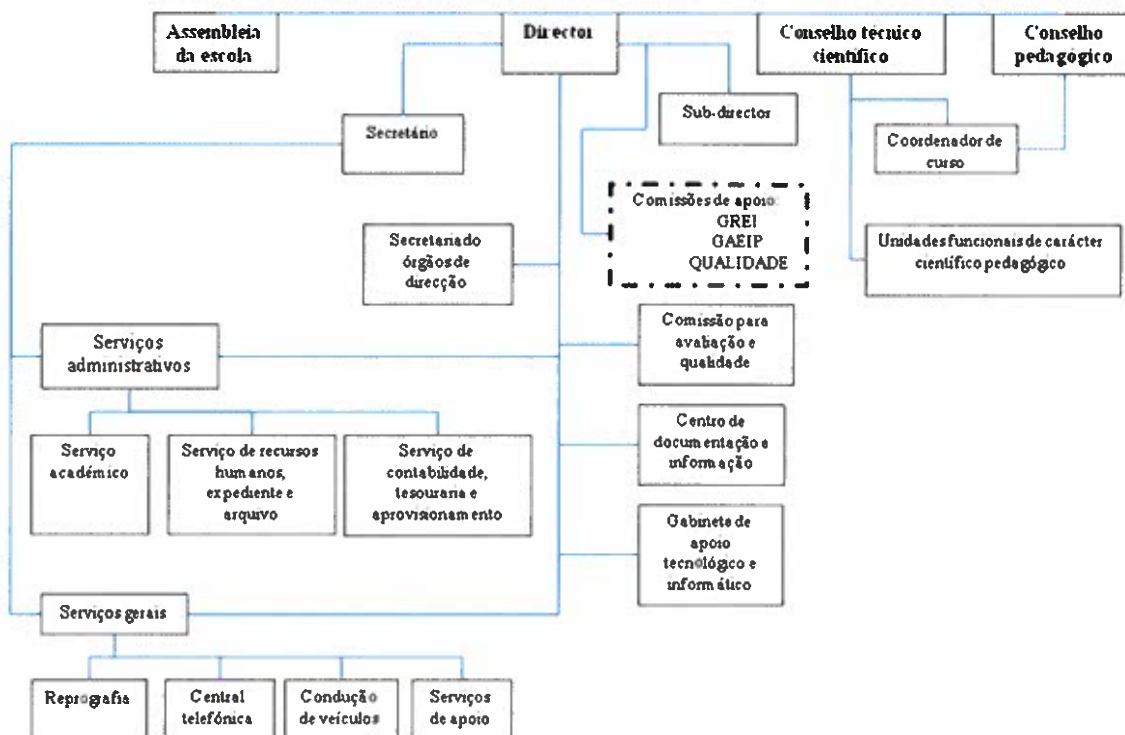 Assembleia
da escola
Director
Conselho técnico
científico
Conselho
pedagógico
Secretário
Sub-director
Coordenador de
curso
Comissões de apoio:
GREI
GAEIP
QUALIDADE
Secretariado
órgãos de
direcção
Unidades funcionais de carácter
científico pedagógico
Serviços
administrativos
Comissão para
avaliação e
qualidade
Serviço
académico
Serviço de recursos
humanos,
expediente e
arquivo
Serviço de
contabilidade,
tesouraria e
aprovisionamento
Centro de
documentação e
informação
Gabinete de
apoio
tecnológico e
informático
Serviços gerais
Reprografia
Central
telefónica
Condução
de veículos
Serviços
de apoio